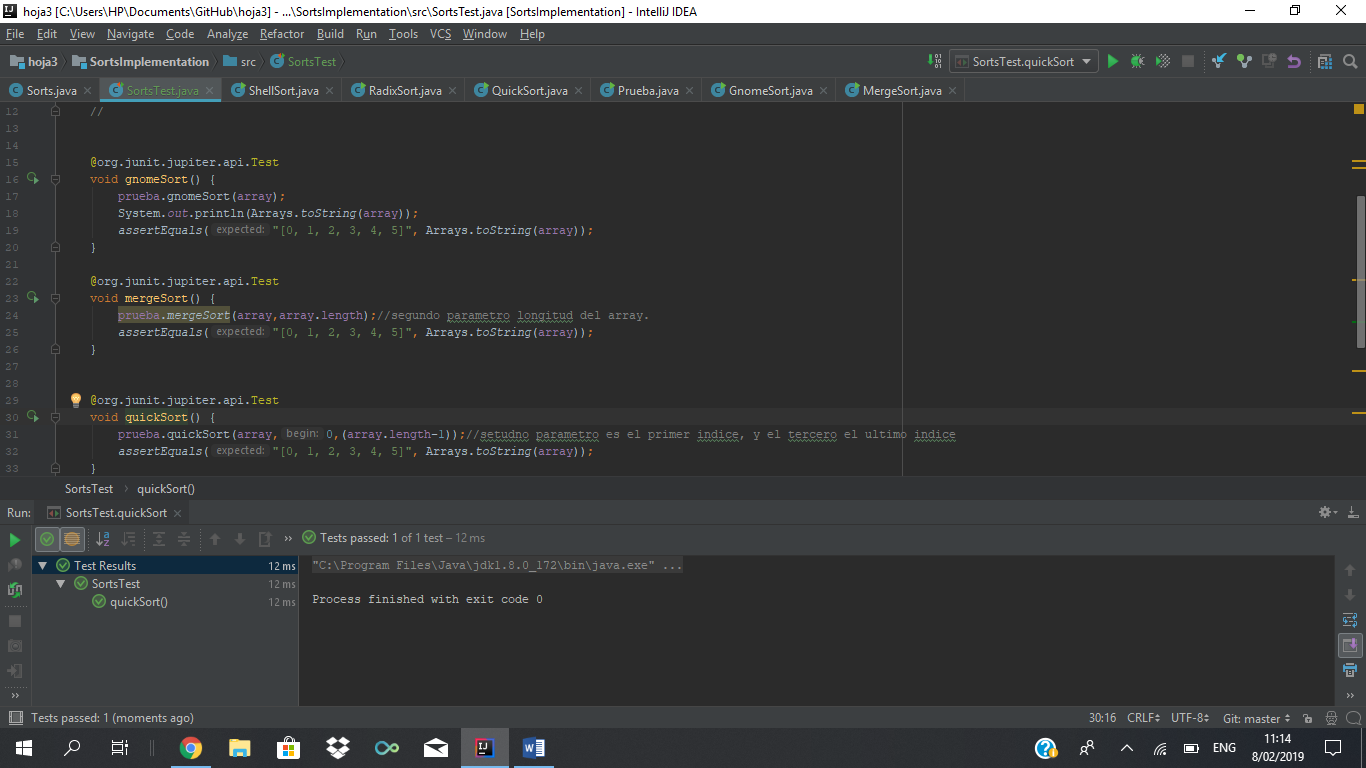 hoja3 [C:\Users\HP\Documents\GitHub\hoja3] - ...\SortsImplementation\src\SortsTest.java [SortsImplementation] - IntelliJ IDEA
File Edit View Navigate Code Analyze Refactor Build Run Tools VCS Window Help
hoja3 SortsImplementation src SortsTest SortsTest.quickSort
Sorts.java SortsTest.java ShellSort.java RadixSort.java QuickSort.java Prueba.java GnomeSort.java MergeSort.java
12 //
13
14
15 @org.junit.jupiter.api.Test
16 void gnomeSort() {
17 prueba.gnomeSort(array);
18 System.out.println(Arrays.toString(array));
19 assertEquals( expected: "[0, 1, 2, 3, 4, 5]", Arrays.toString(array));
20 }
21
22 @org.junit.jupiter.api.Test
23 void mergeSort() {
24 prueba.mergeSort(array,array.length);//segundo parametro longitud del array.
25 assertEquals( expected: "[0, 1, 2, 3, 4, 5]", Arrays.toString(array));
26 }
27
28
29 @org.junit.jupiter.api.Test
30 void quickSort() {
31 prueba.quickSort(array, begin: 0,(array.length-1));//setudno parametro es el primer indice, y el tercero el ultimo indice
32 assertEquals( expected: "[0, 1, 2, 3, 4, 5]", Arrays.toString(array));
33 }
SortsTest › quickSort()
Run: SortsTest.quickSort
Tests passed: 1 of 1 test – 12 ms
Test Results 12 ms
"C:\Program Files\Java\jdk1.8.0_172\bin\java.exe" ...
SortsTest 12 ms
quickSort() 12 ms
Process finished with exit code 0
Tests passed: 1 (moments ago) 30:16 CRLF UTF-8 Git: master
ENG 11:14
8/02/2019